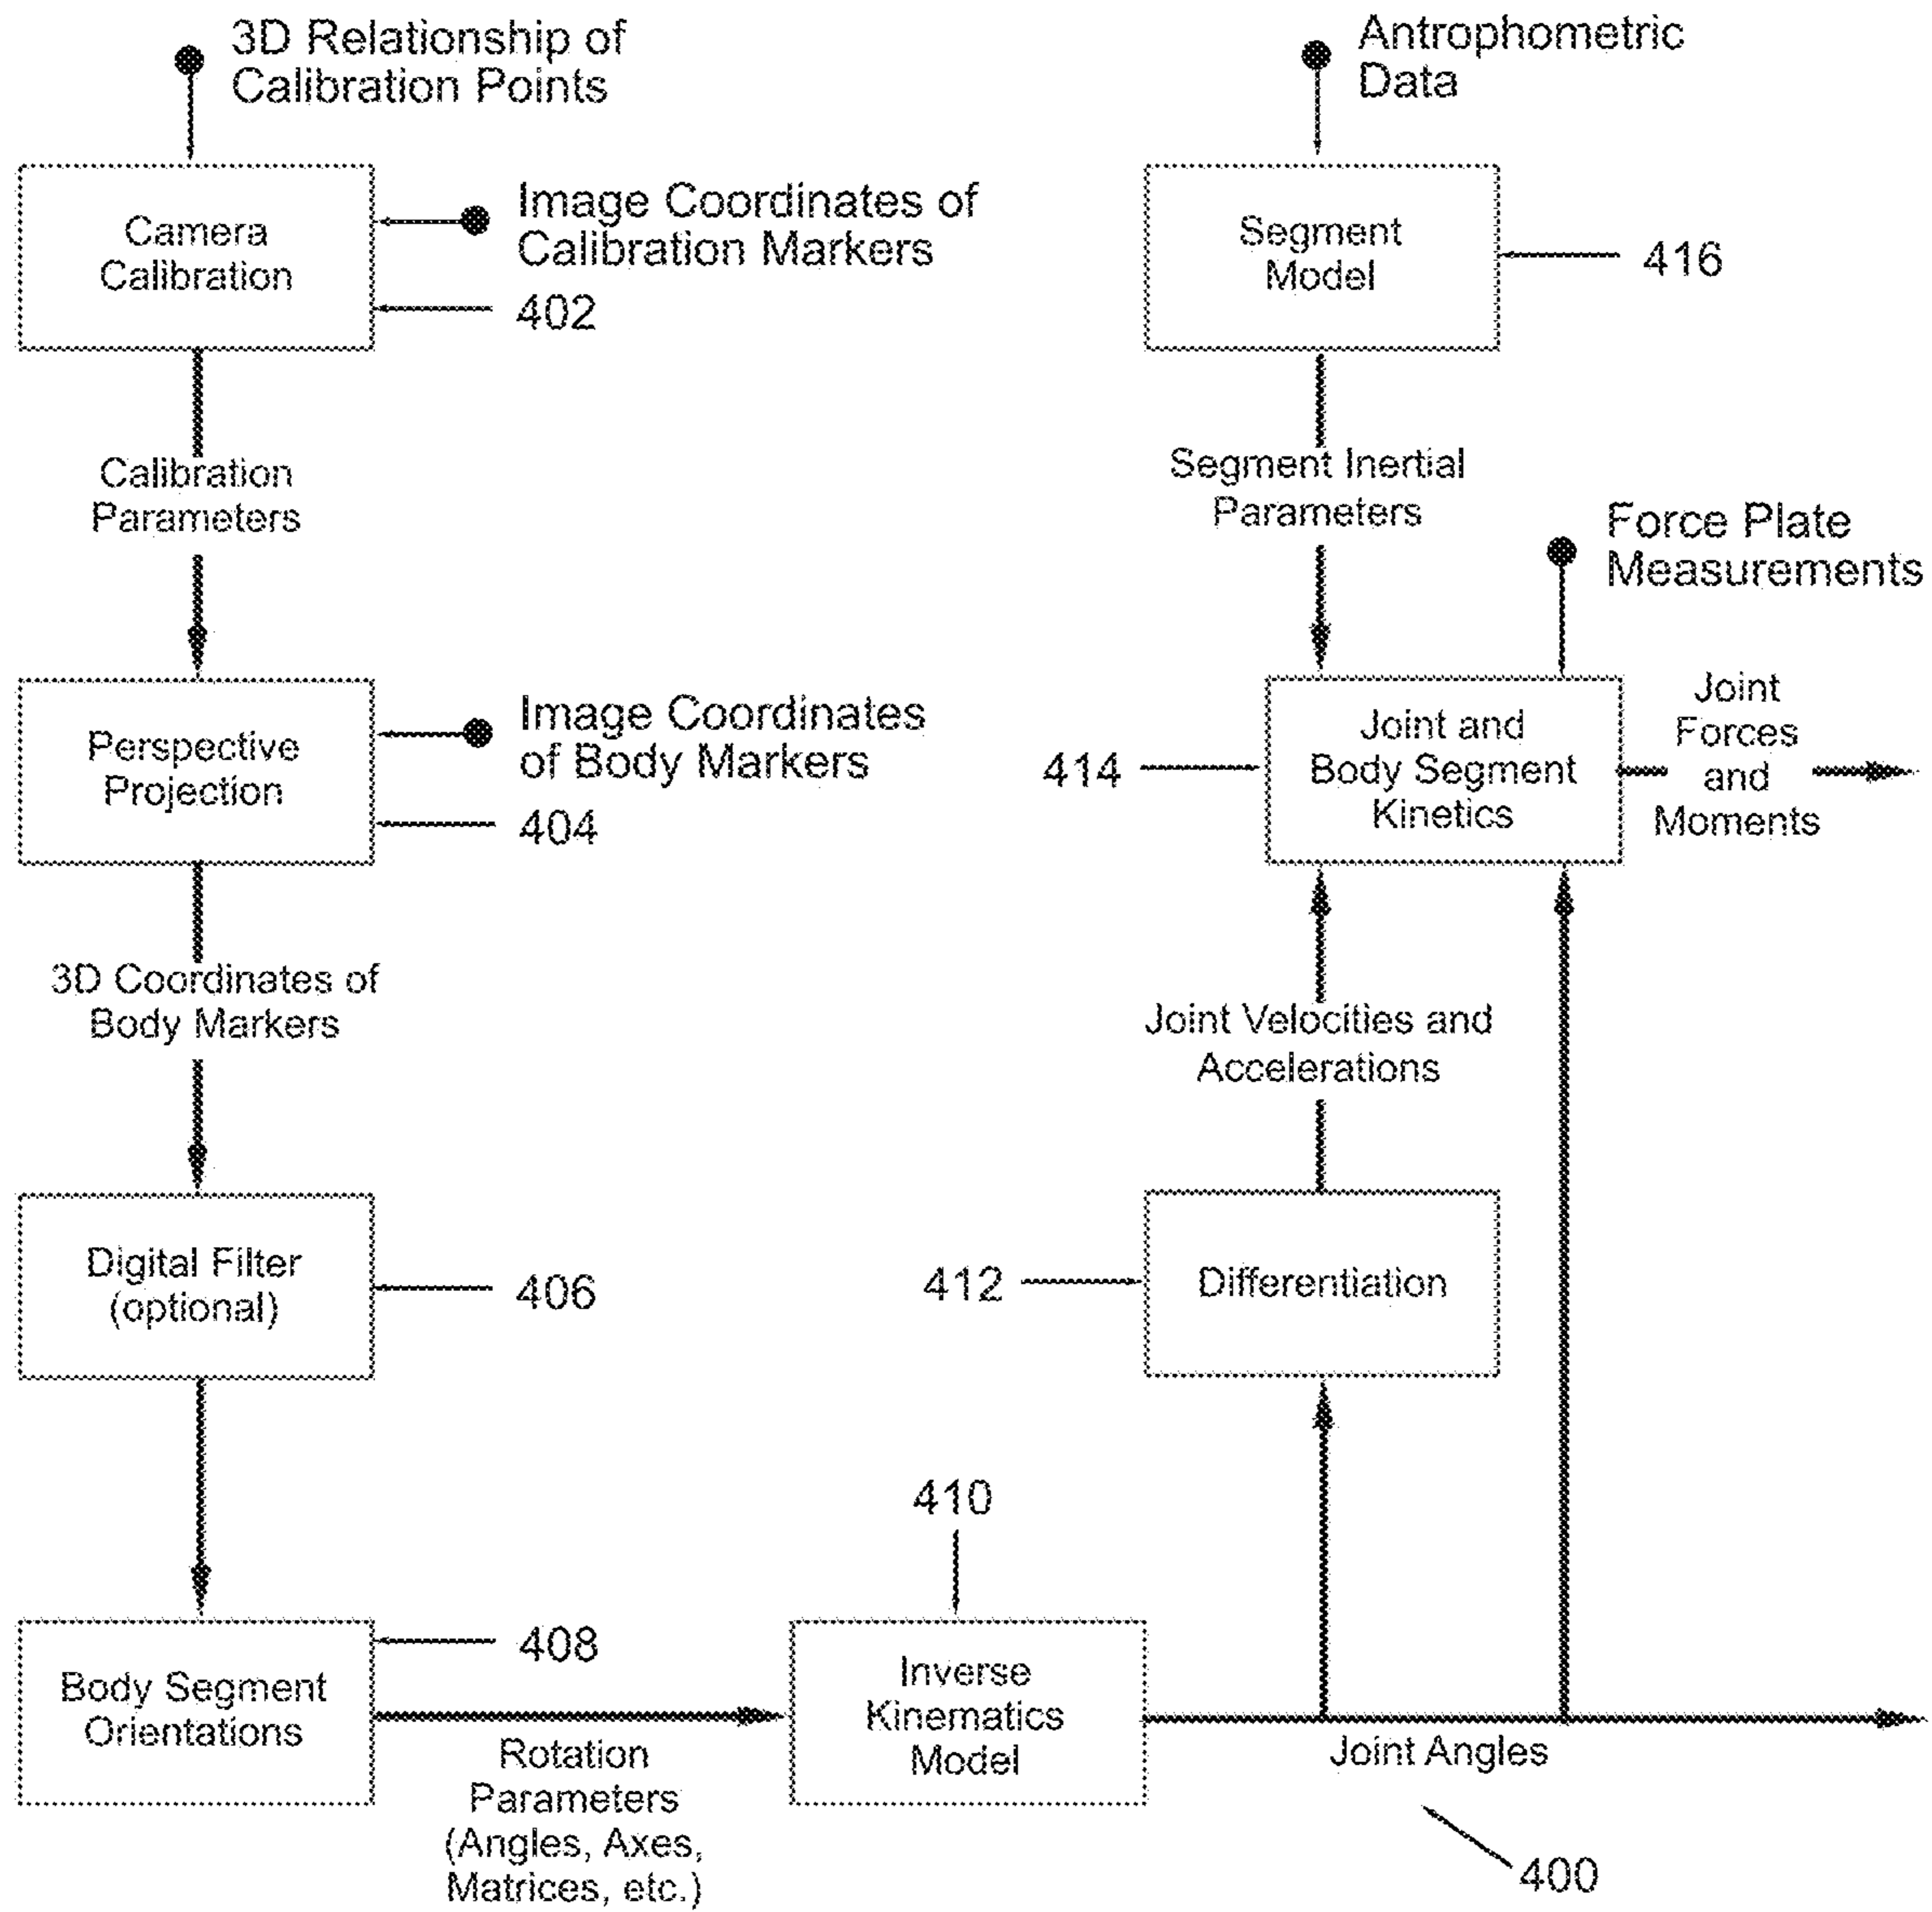 3D Relationship of
Calibration Points
Camera
Calibration
Image Coordinates of
Calibration Markers
402
Calibration
Parameters
Perspective
Projection
Image Coordinates
of Body Markers
404
3D Coordinates of
Body Markers
Digital Filter
(optional)
406
Body Segment
Orientations
408
Rotation
Parameters
(Angles, Axes,
Matrices, etc.)
410
Inverse
Kinematics
Model
Joint Angles
400
412
Differentiation
Joint Velocities and
Accelerations
414
Joint and
Body Segment
Kinetics
Joint
Forces
and
Moments
Force Plate
Measurements
Segment Inertial
Parameters
Segment
Model
416
Antrophometric
Data